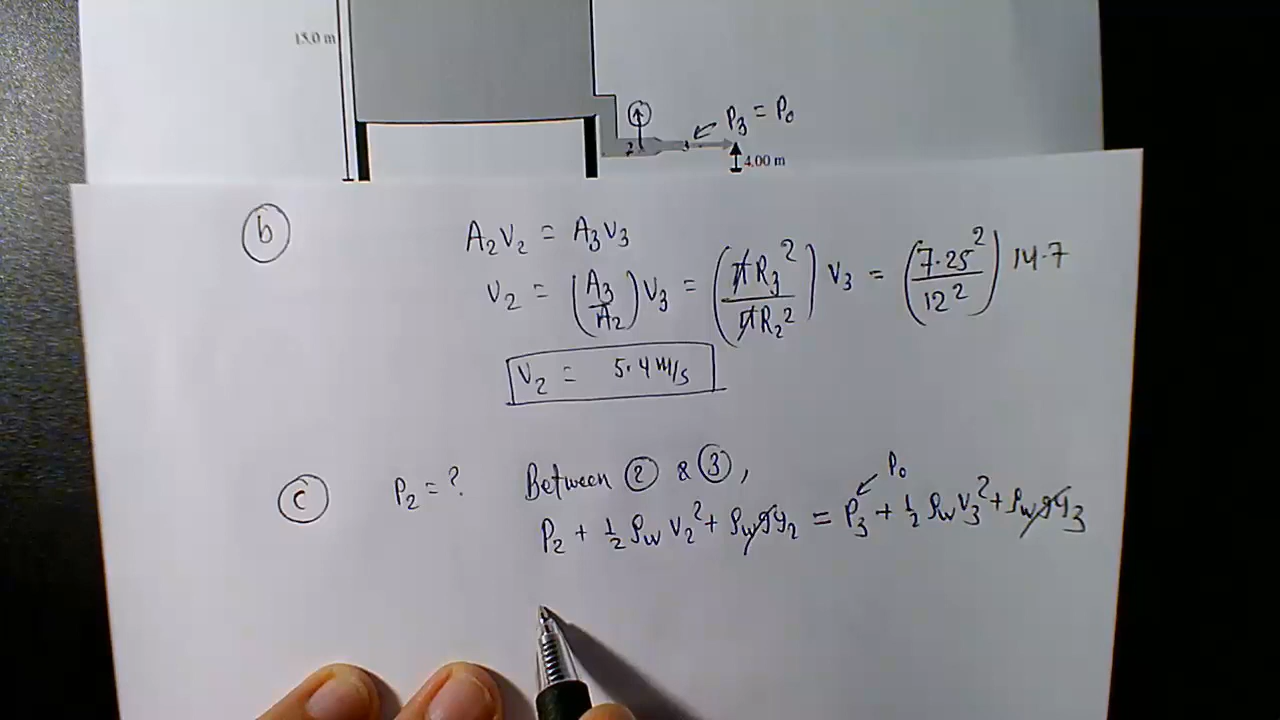 15.0 m
P₃ = P₀
2 3
4.00 m
b
A₂V₂ = A₃V₃
V₂ = (A₃/A₂) V₃ = (πR₃²/πR₂²) V₃ = (7.25²/12²) 14.7
V₂ = 5.4 m/s
c P₂ = ? Between ② & ③,
P₀
P₂ + ½ ρw V₂² + ρw g y₂ = P₃ + ½ ρw V₃² + ρw g y₃